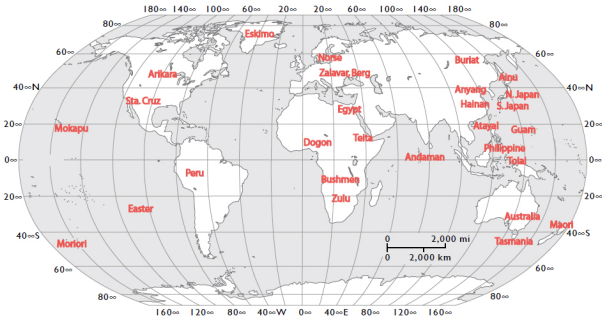 180∞ 140∞ 100∞ 60∞ 20∞ 20∞ 60∞ 100∞ 140∞ 180∞
80∞ 80∞
Eskimo
60∞ Norse Buriat 60∞
Arikara Zalavar, Berg Ainu
40∞N Anyang N. Japan 40∞N
Sta. Cruz Egypt Hainan S. Japan
20∞ Mokapu Dogon Teita Atayal Guam 20∞
Philippine
0∞ Andaman Tolai 0∞
Peru Bushmen
20∞ Zulu 20∞
Easter Australia
Maori
40∞S Moriori 0 2,000 mi Tasmania 40∞S
0 2,000 km
60∞ 60∞
80∞ 80∞
160∞W 120∞W 80∞W 40∞W 0∞ 40∞E 80∞ 120∞ 160∞